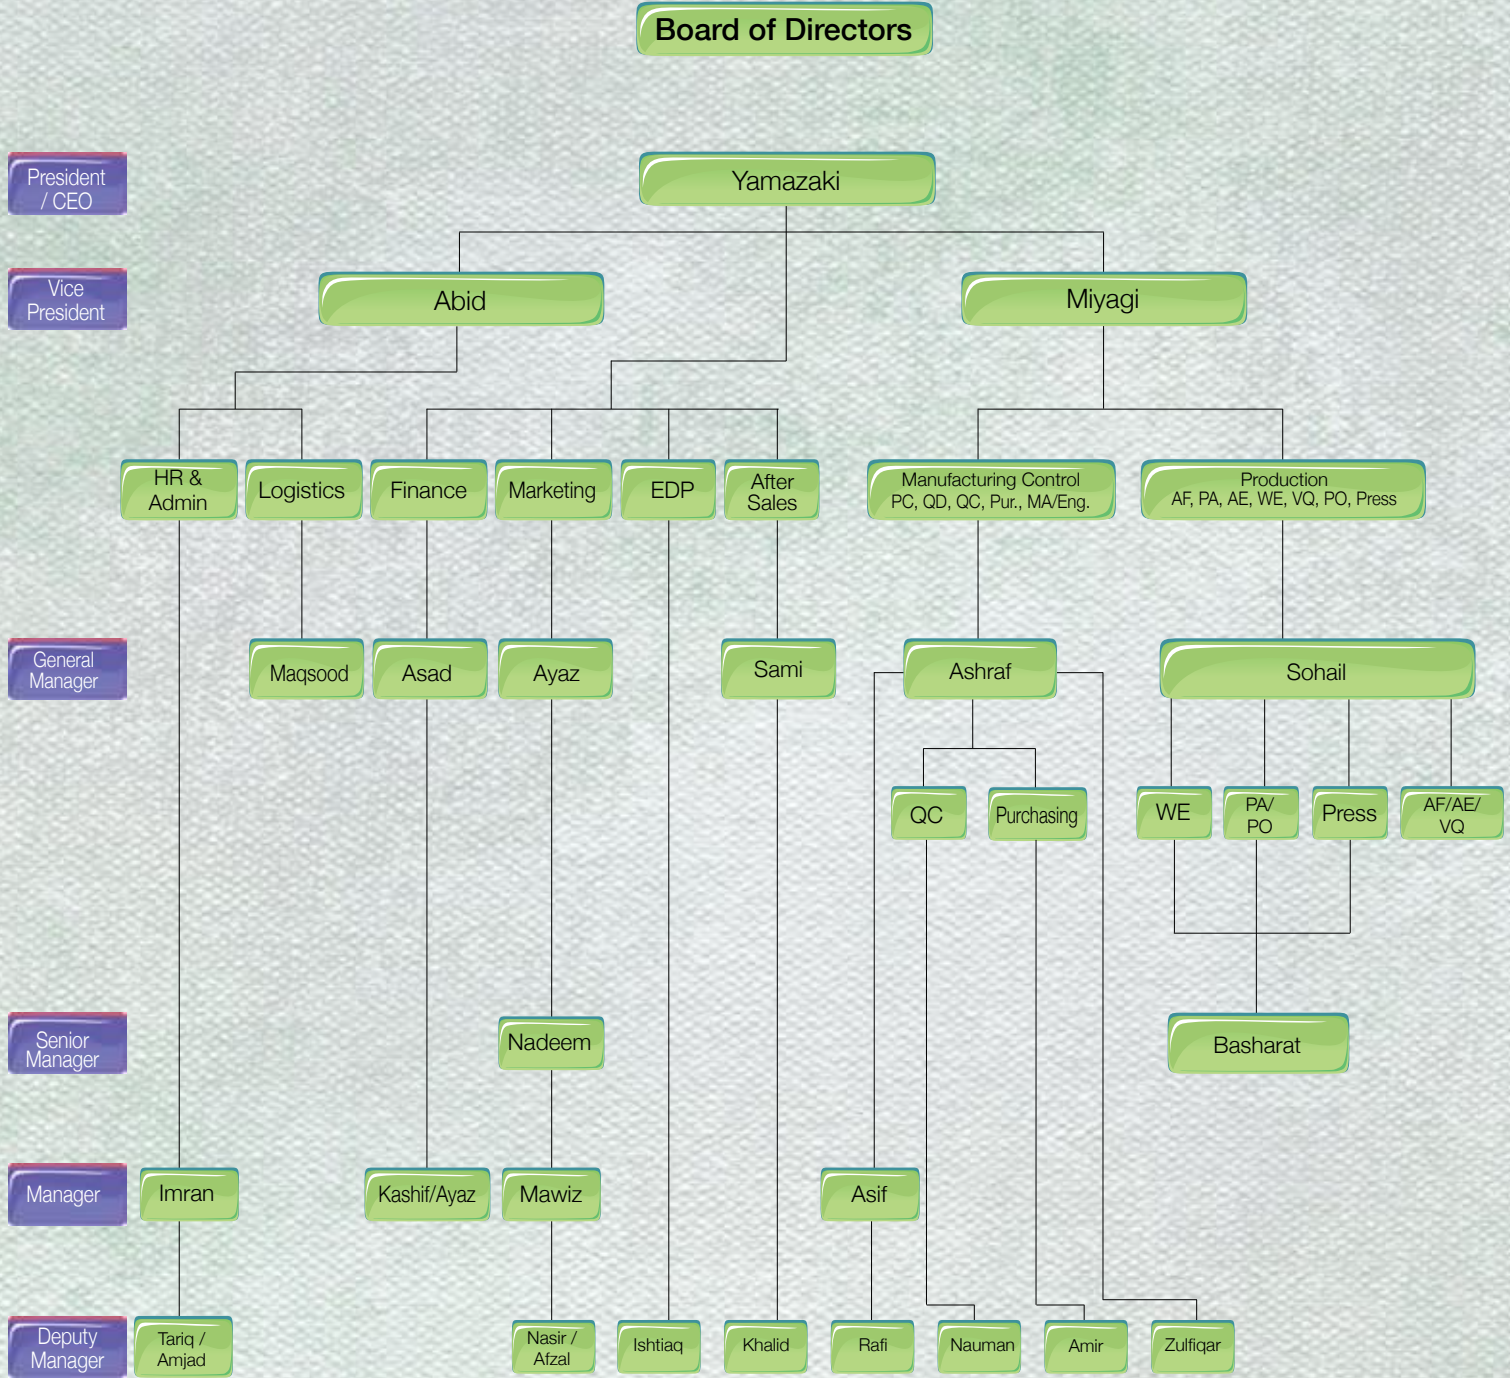 Board of Directors
President
/ CEO
Yamazaki
Vice
President
Abid
Miyagi
HR &
Admin
Logistics
Finance
Marketing
EDP
After
Sales
Manufacturing Control
PC, QD, QC, Pur., MA/Eng.
Production
AF, PA, AE, WE, VQ, PO, Press
General
Manager
Maqsood
Asad
Ayaz
Sami
Ashraf
Sohail
QC
Purchasing
WE
PA/
PO
Press
AF/AE/
VQ
Senior
Manager
Nadeem
Basharat
Manager
Imran
Kashif/Ayaz
Mawiz
Asif
Deputy
Manager
Tariq /
Amjad
Nasir /
Afzal
Ishtiaq
Khalid
Rafi
Nauman
Amir
Zulfiqar